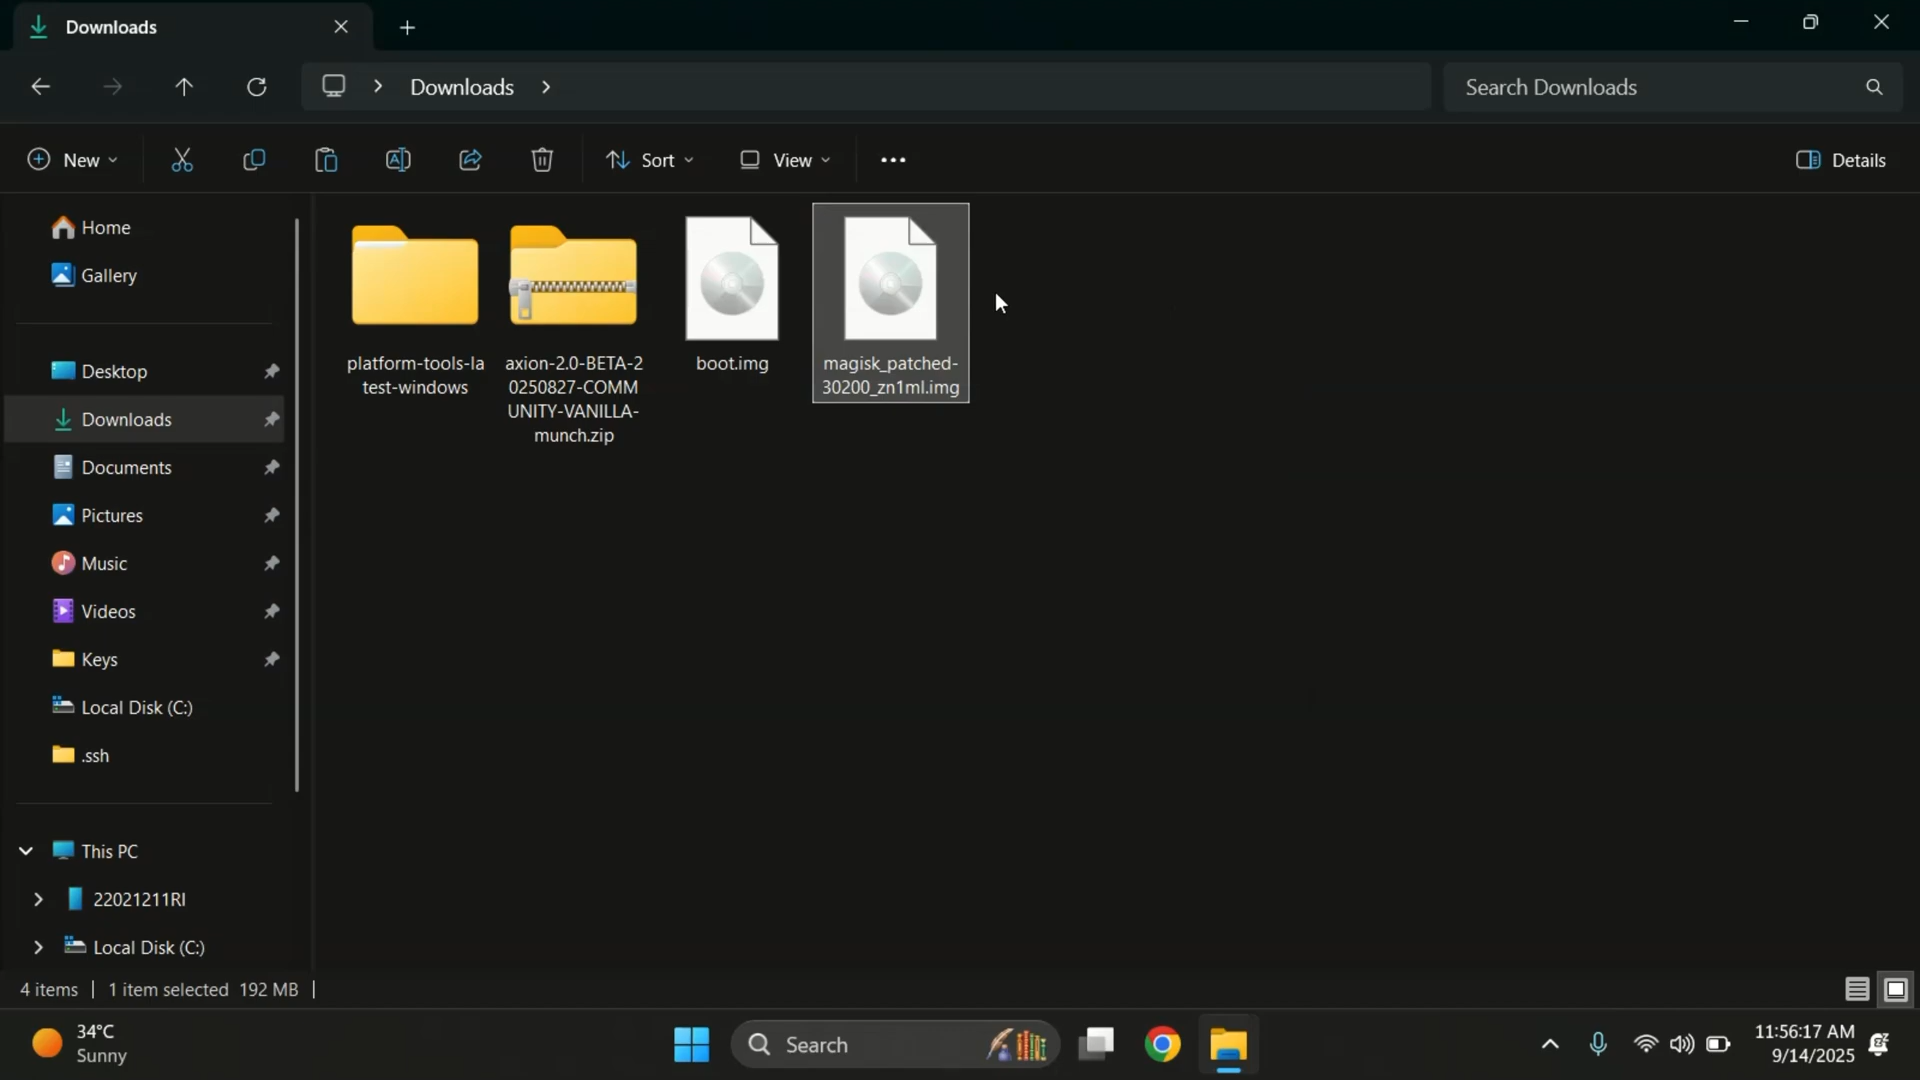 Downloads
Downloads
Search Downloads
New
Sort
View
Details
Home
Gallery
Desktop
Downloads
Documents
Pictures
Music
Videos
Keys
Local Disk (C:)
.ssh
This PC
22021211RI
Local Disk (C:)
platform-tools-la
test-windows
axion-2.0-BETA-2
0250827-COMM
UNITY-VANILLA-
munch.zip
boot.img
magisk_patched-
30200_zn1ml.img
4 items
1 item selected 192 MB
34°C
Sunny
Search
11:56:17 AM
9/14/2025